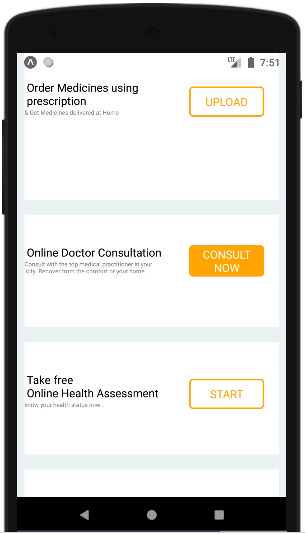 LTE 7:51
Order Medicines using
prescription
& Get Medicines delivered at Home
UPLOAD
Online Doctor Consultation
Consult with the top medical practitioner in your
city. Recover from the comfort of your home
CONSULT
NOW
Take free
Online Health Assessment
know your health status now .
START